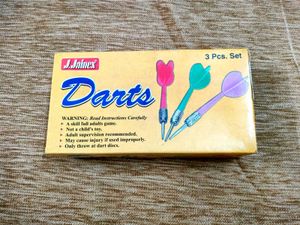 J.Joinex
3 Pcs. Set
Darts
WARNING: Read Instructions Carefully
• A skill full adults game.
• Not a child's toy.
• Adult supervision recommended.
• May cause injury if used improperly.
• Only throw at dart discs.